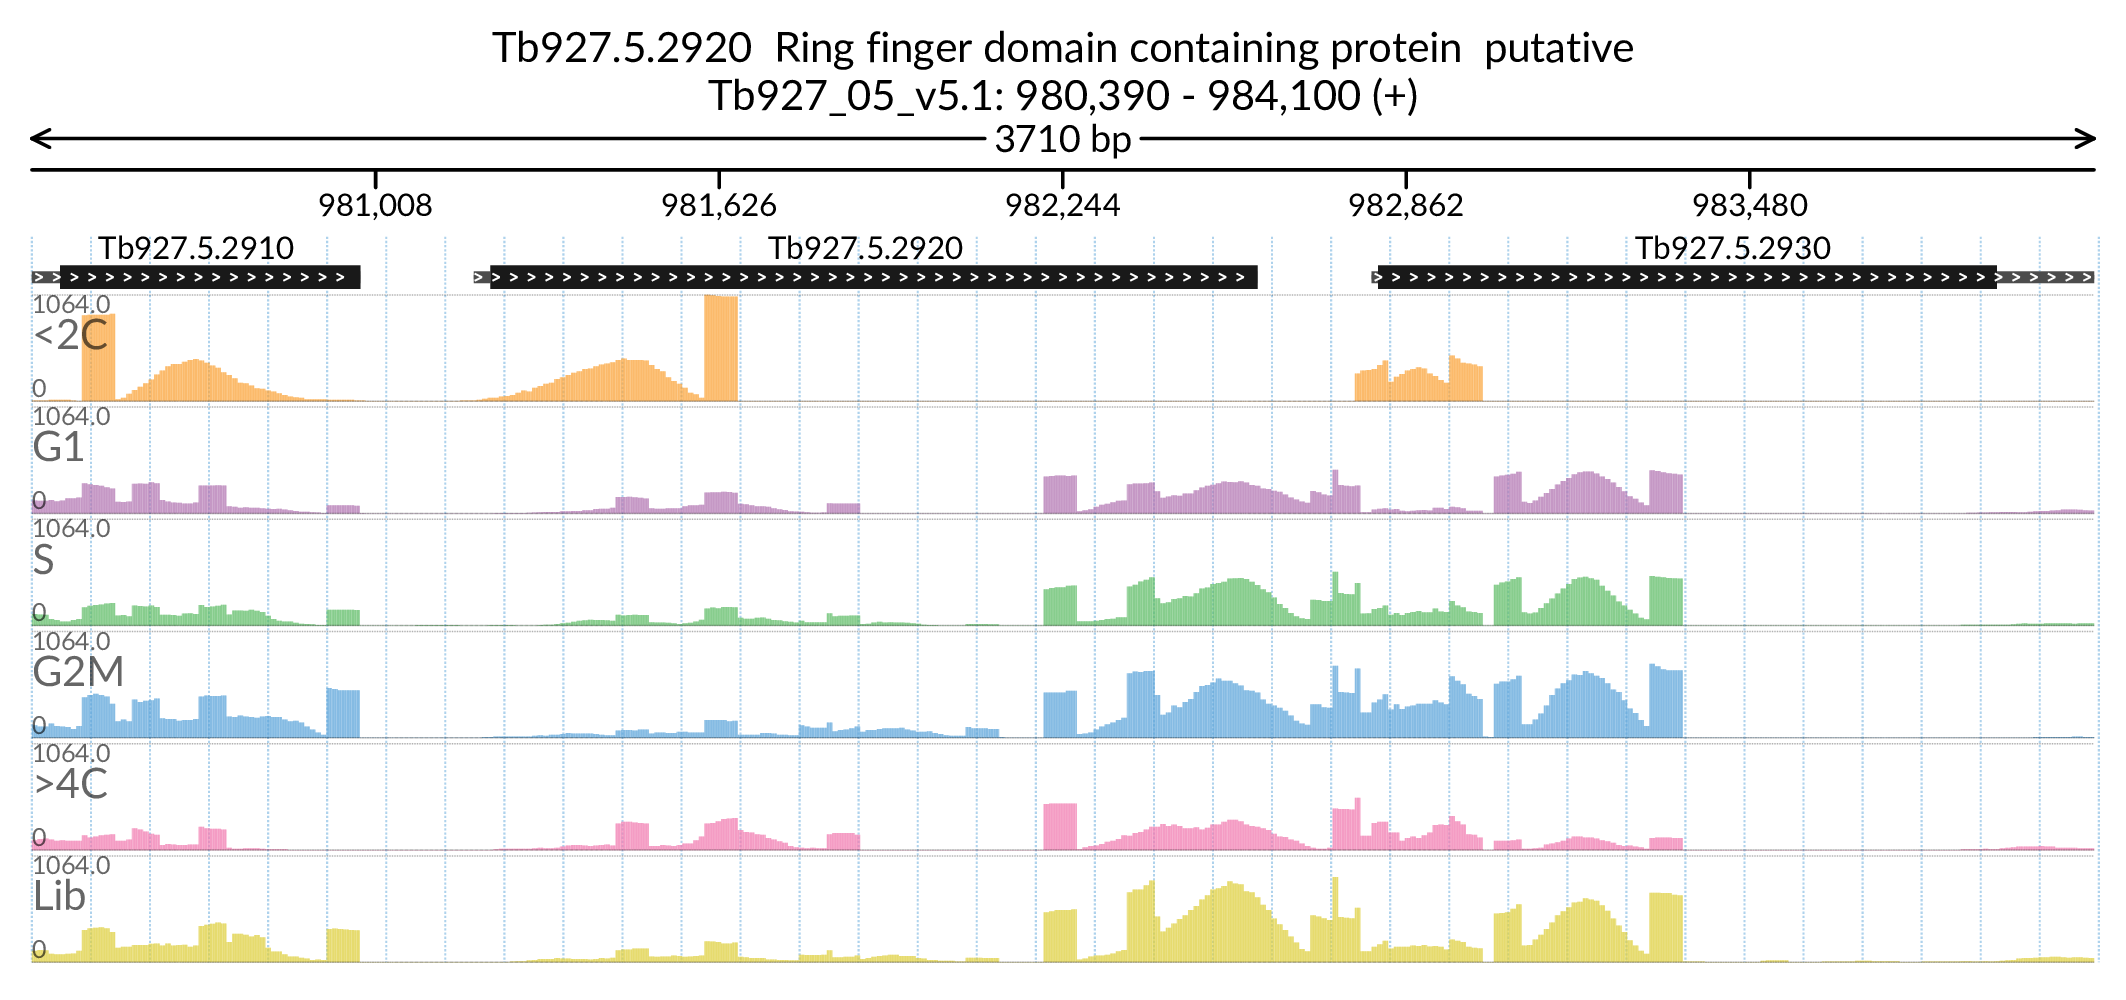 Tb927.5.2920  Ring finger domain containing protein  putative
Tb927_05_v5.1: 980,390 - 984,100 (+)
3710 bp
981,008 981,626 982,244 982,862 983,480
Tb927.5.2910 Tb927.5.2920 Tb927.5.2930
1064.0
<2C
0
1064.0
G1
0
1064.0
S
0
1064.0
G2M
0
1064.0
>4C
0
1064.0
Lib
0